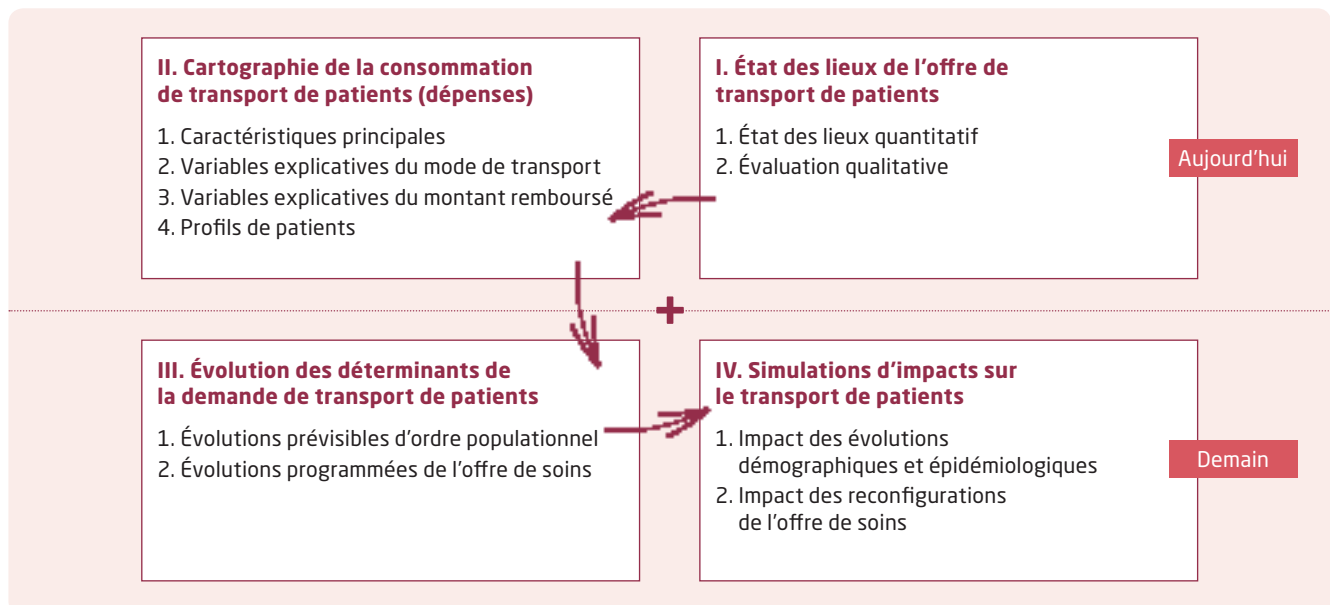 II. Cartographie de la consommation
de transport de patients (dépenses)
1. Caractéristiques principales
2. Variables explicatives du mode de transport
3. Variables explicatives du montant remboursé
4. Profils de patients
I. État des lieux de l'offre de
transport de patients
1. État des lieux quantitatif
2. Évaluation qualitative
Aujourd'hui
+
III. Évolution des déterminants de
la demande de transport de patients
1. Évolutions prévisibles d'ordre populationnel
2. Évolutions programmées de l'offre de soins
IV. Simulations d'impacts sur
le transport de patients
1. Impact des évolutions
démographiques et épidémiologiques
2. Impact des reconfigurations
de l'offre de soins
Demain